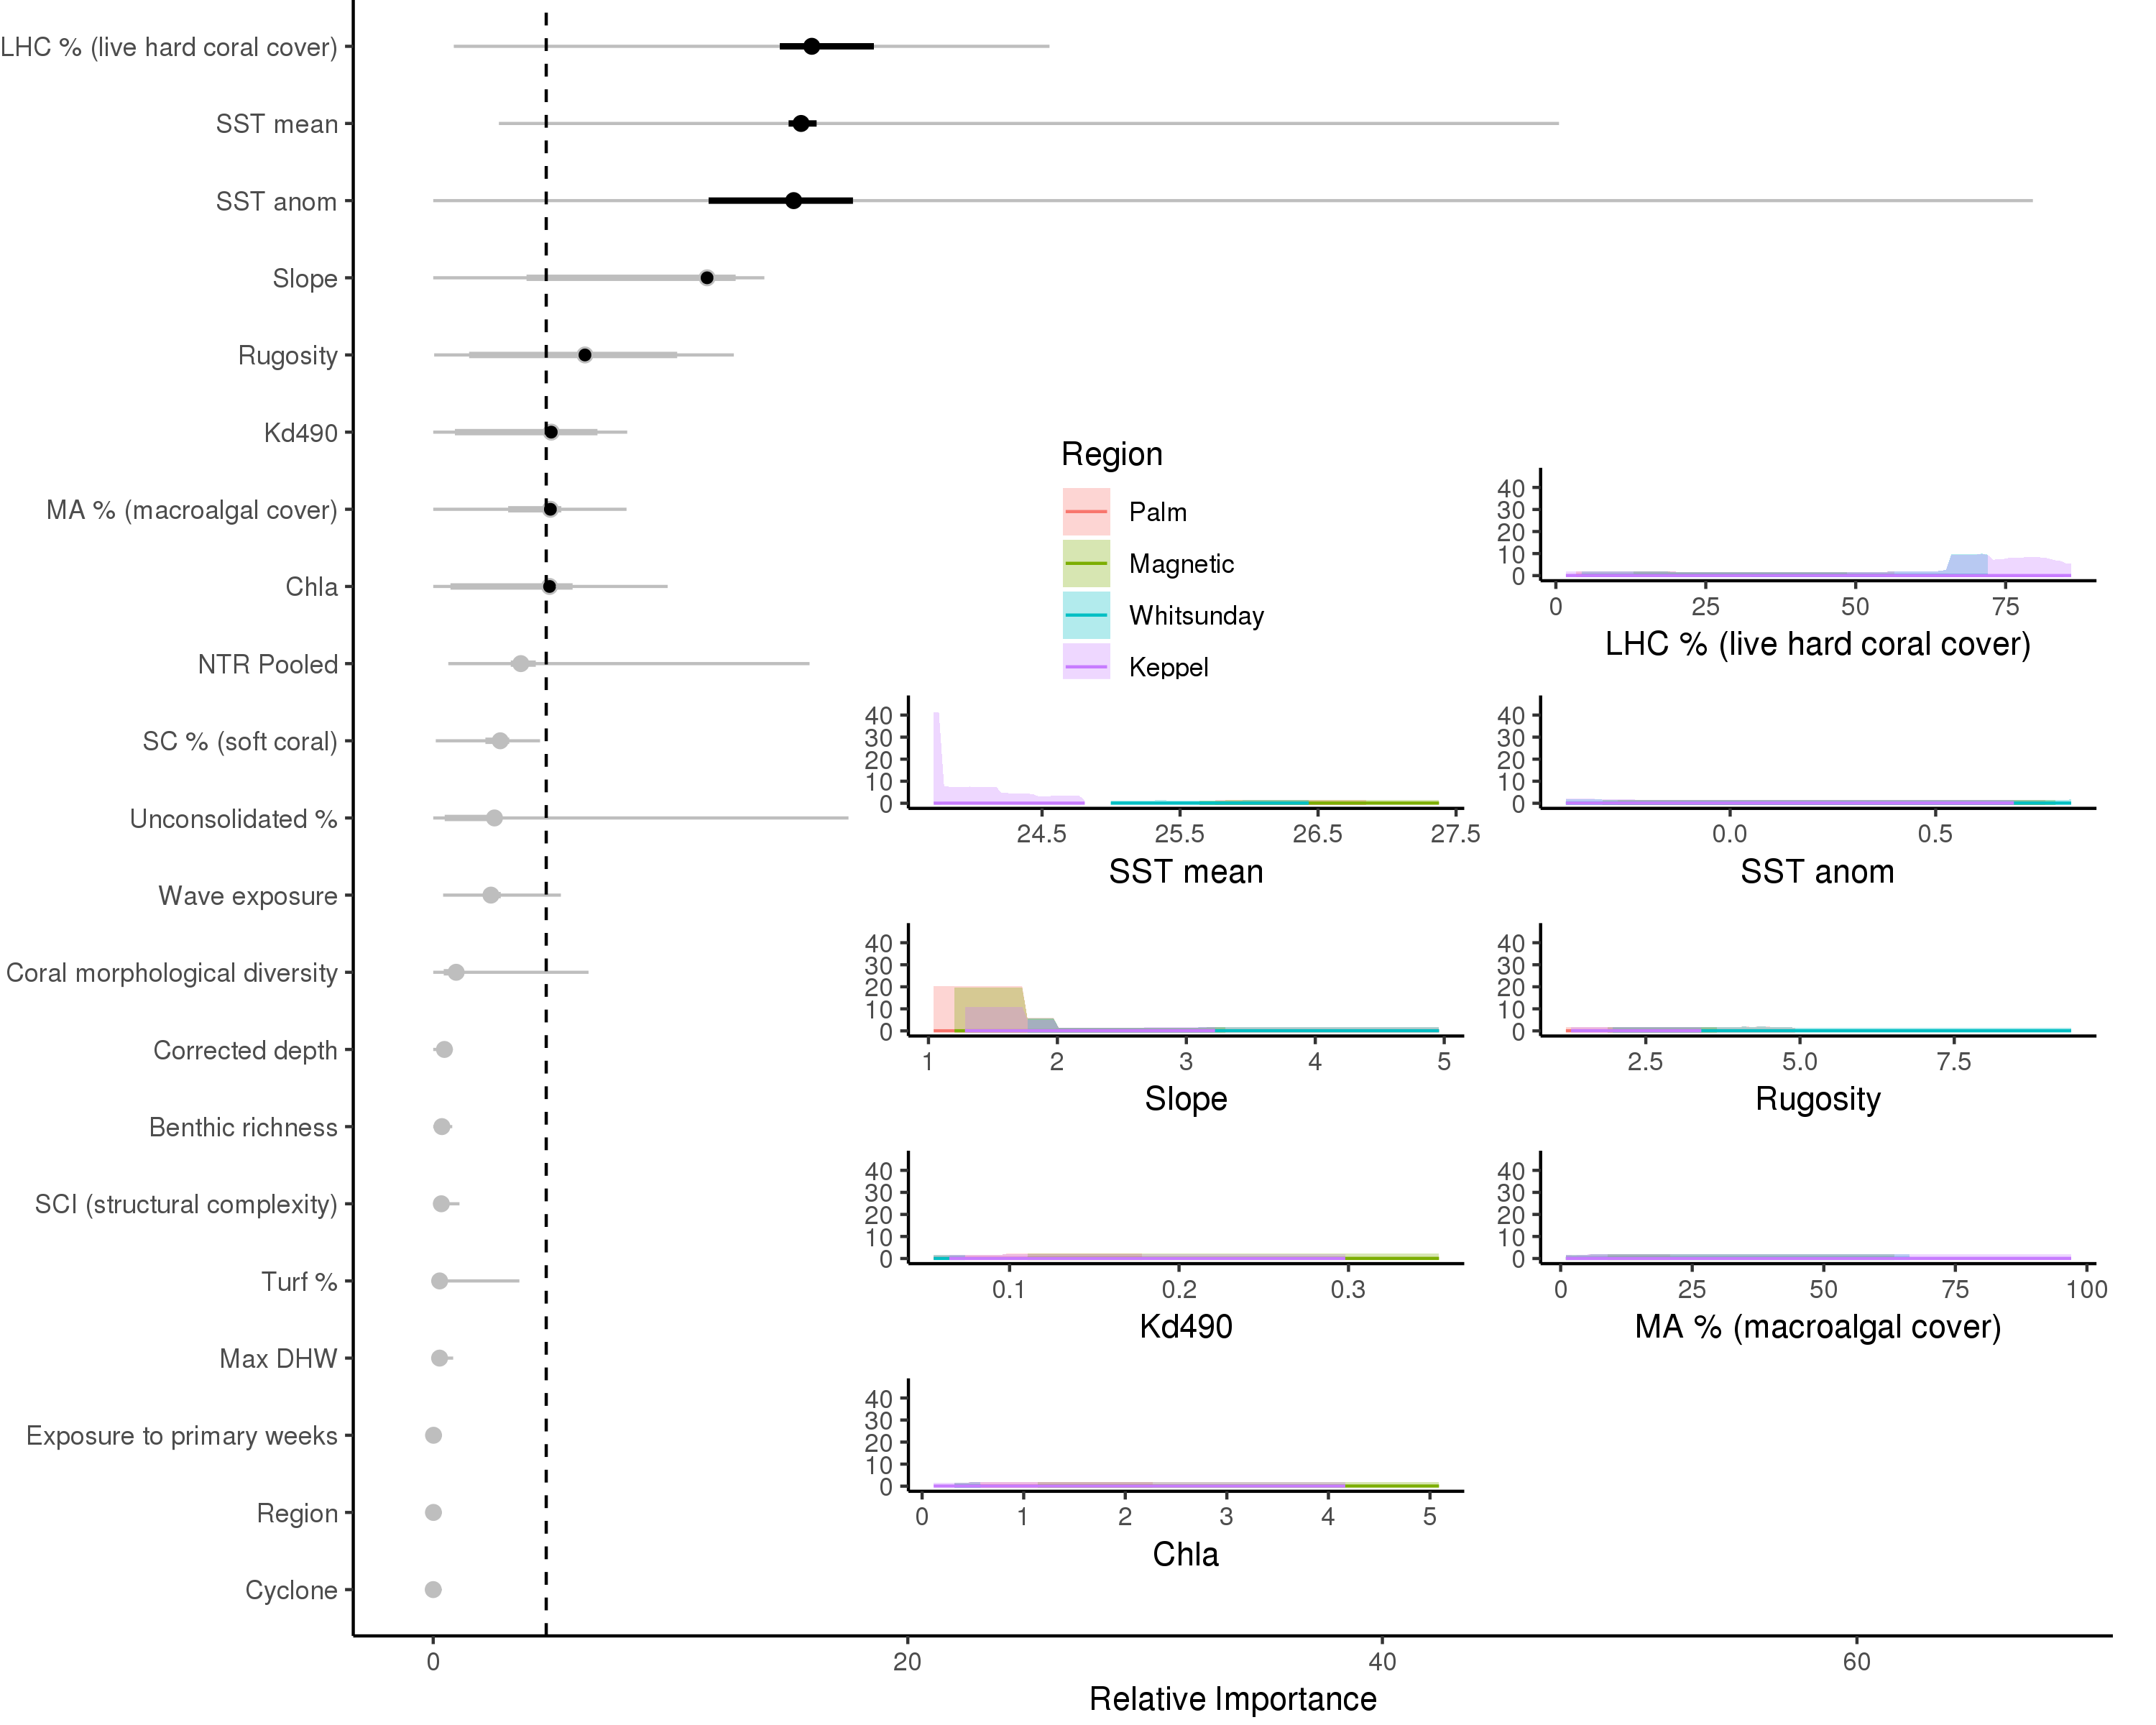 LHC % (live hard coral cover)
SST mean
SST anom
Slope
Rugosity
Kd490
MA % (macroalgal cover)
Chla
NTR Pooled
SC % (soft coral)
Unconsolidated %
Wave exposure
Coral morphological diversity
Corrected depth
Benthic richness
SCI (structural complexity)
Turf %
Max DHW
Exposure to primary weeks
Region
Cyclone
0 20 40 60
Relative Importance
Region
Palm
Magnetic
Whitsunday
Keppel
40
30
20
10
0
0 25 50 75
LHC % (live hard coral cover)
40
30
20
10
0
24.5 25.5 26.5 27.5
SST mean
40
30
20
10
0
0.0 0.5
SST anom
40
30
20
10
0
1 2 3 4 5
Slope
40
30
20
10
0
2.5 5.0 7.5
Rugosity
40
30
20
10
0
0.1 0.2 0.3
Kd490
40
30
20
10
0
0 25 50 75 100
MA % (macroalgal cover)
40
30
20
10
0
0 1 2 3 4 5
Chla